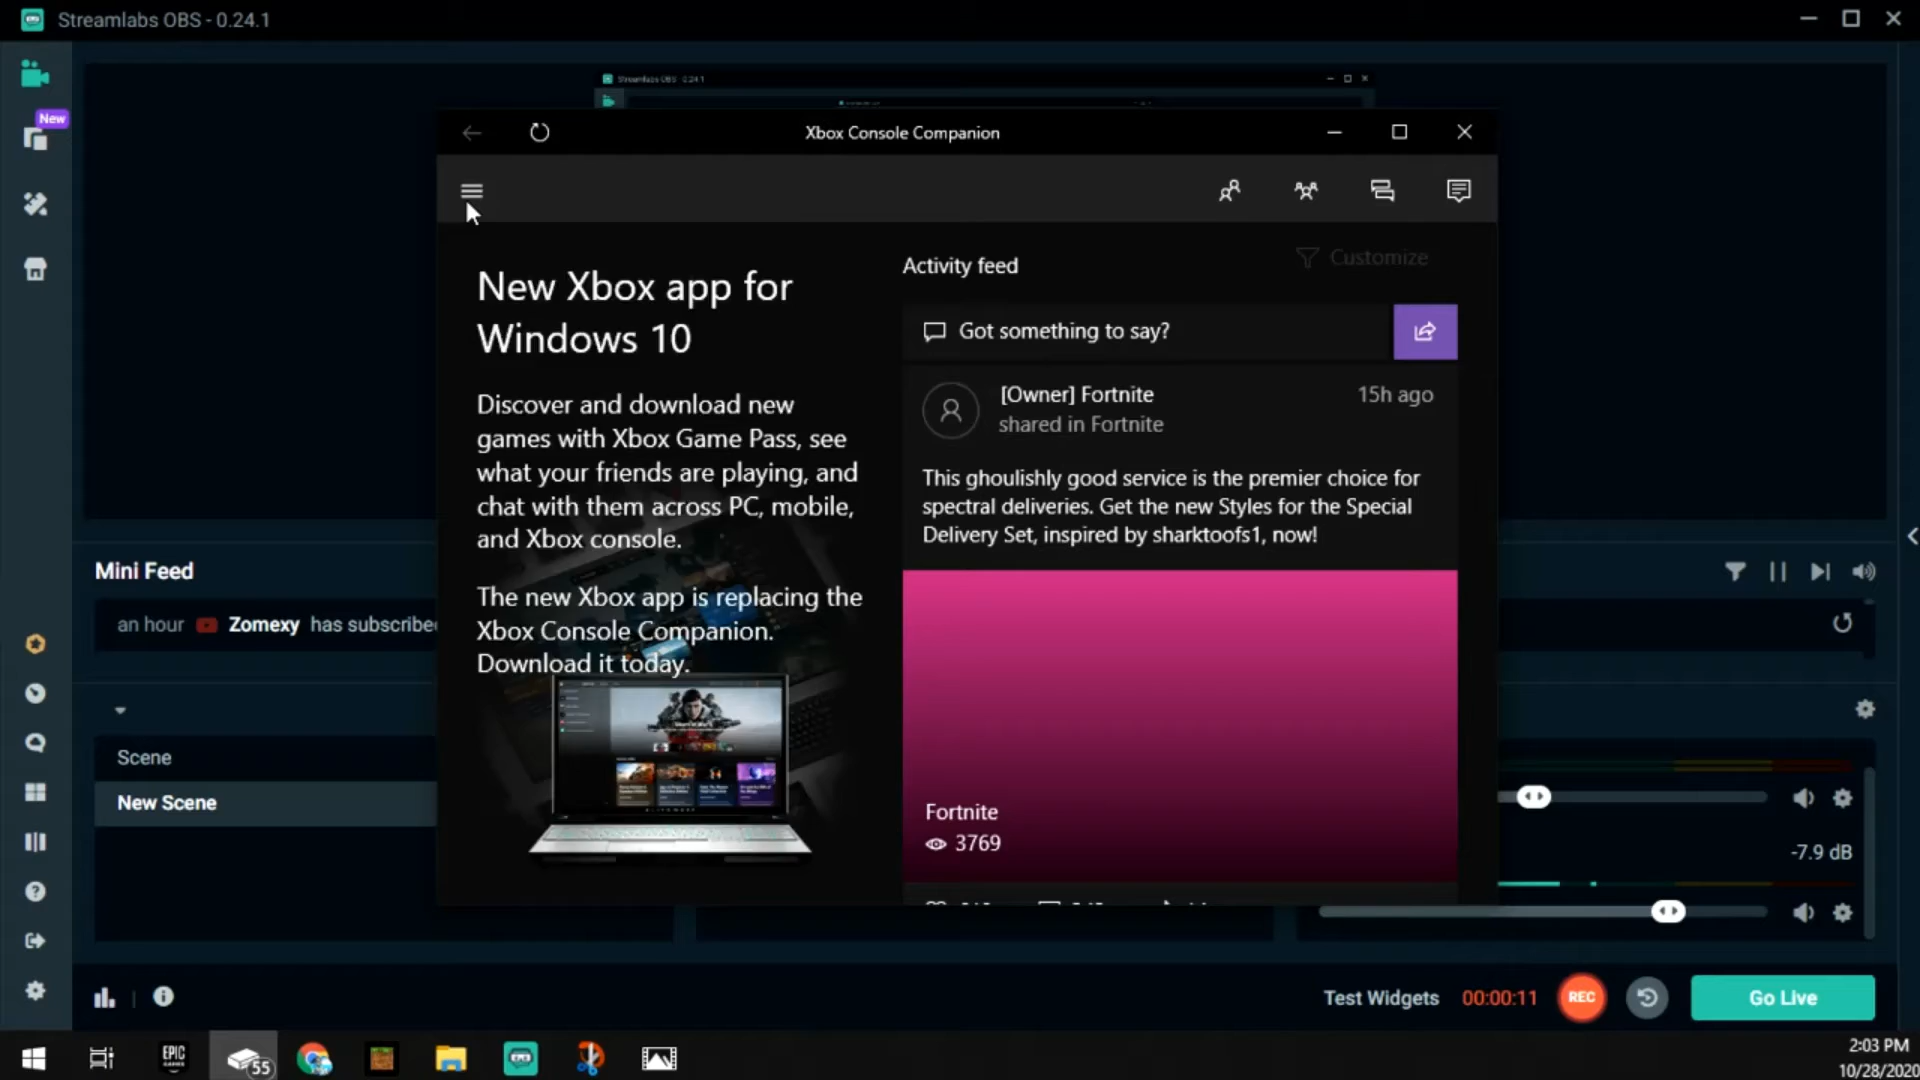 Streamlabs OBS - 0.24.1
New
Streamlabs OBS - 0.24.1
Xbox Console Companion
New Xbox app for
Windows 10
Discover and download new
games with Xbox Game Pass, see
what your friends are playing, and
chat with them across PC, mobile,
and Xbox console.
The new Xbox app is replacing the
Xbox Console Companion.
Download it today.
Activity feed
Customize
Got something to say?
[Owner] Fortnite
15h ago
shared in Fortnite
This ghoulishly good service is the premier choice for
spectral deliveries. Get the new Styles for the Special
Delivery Set, inspired by sharktoofs1, now!
Fortnite
3769
Mini Feed
an hour Zomexy has subscribe
Scene
New Scene
-7.9 dB
Test Widgets 00:00:11 REC Go Live
EPIC
GAMES
55
2:03 PM
10/28/2020